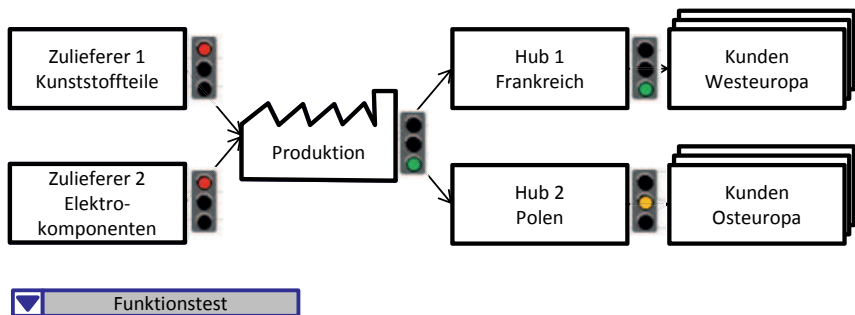 Zulieferer 1
Kunststoffteile
Zulieferer 2
Elektro-
komponenten
Produktion
Hub 1
Frankreich
Hub 2
Polen
Kunden
Westeuropa
Kunden
Osteuropa
Funktionstest